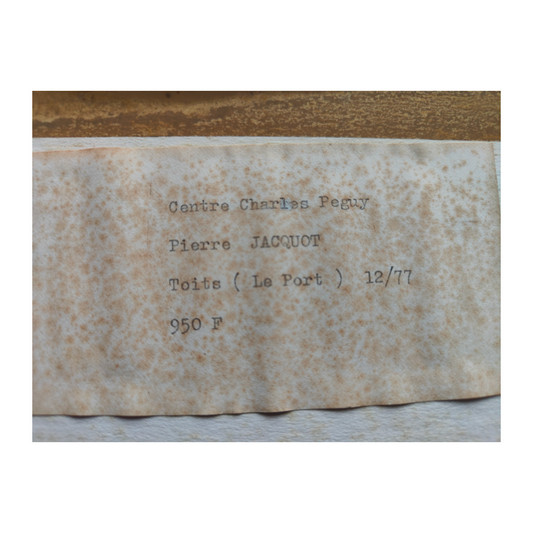 Centre Charles Peguy
Pierre JACQUOT
Toits ( Le Port ) 12/77
950 F